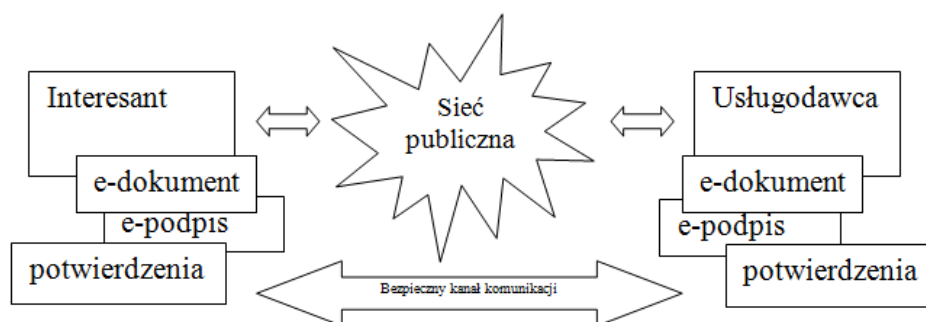 Interesant
e-dokument
e-podpis
potwierdzenia
Sieć
publiczna
Usługodawca
e-dokument
e-podpis
potwierdzenia
Bezpieczny kanał komunikacji